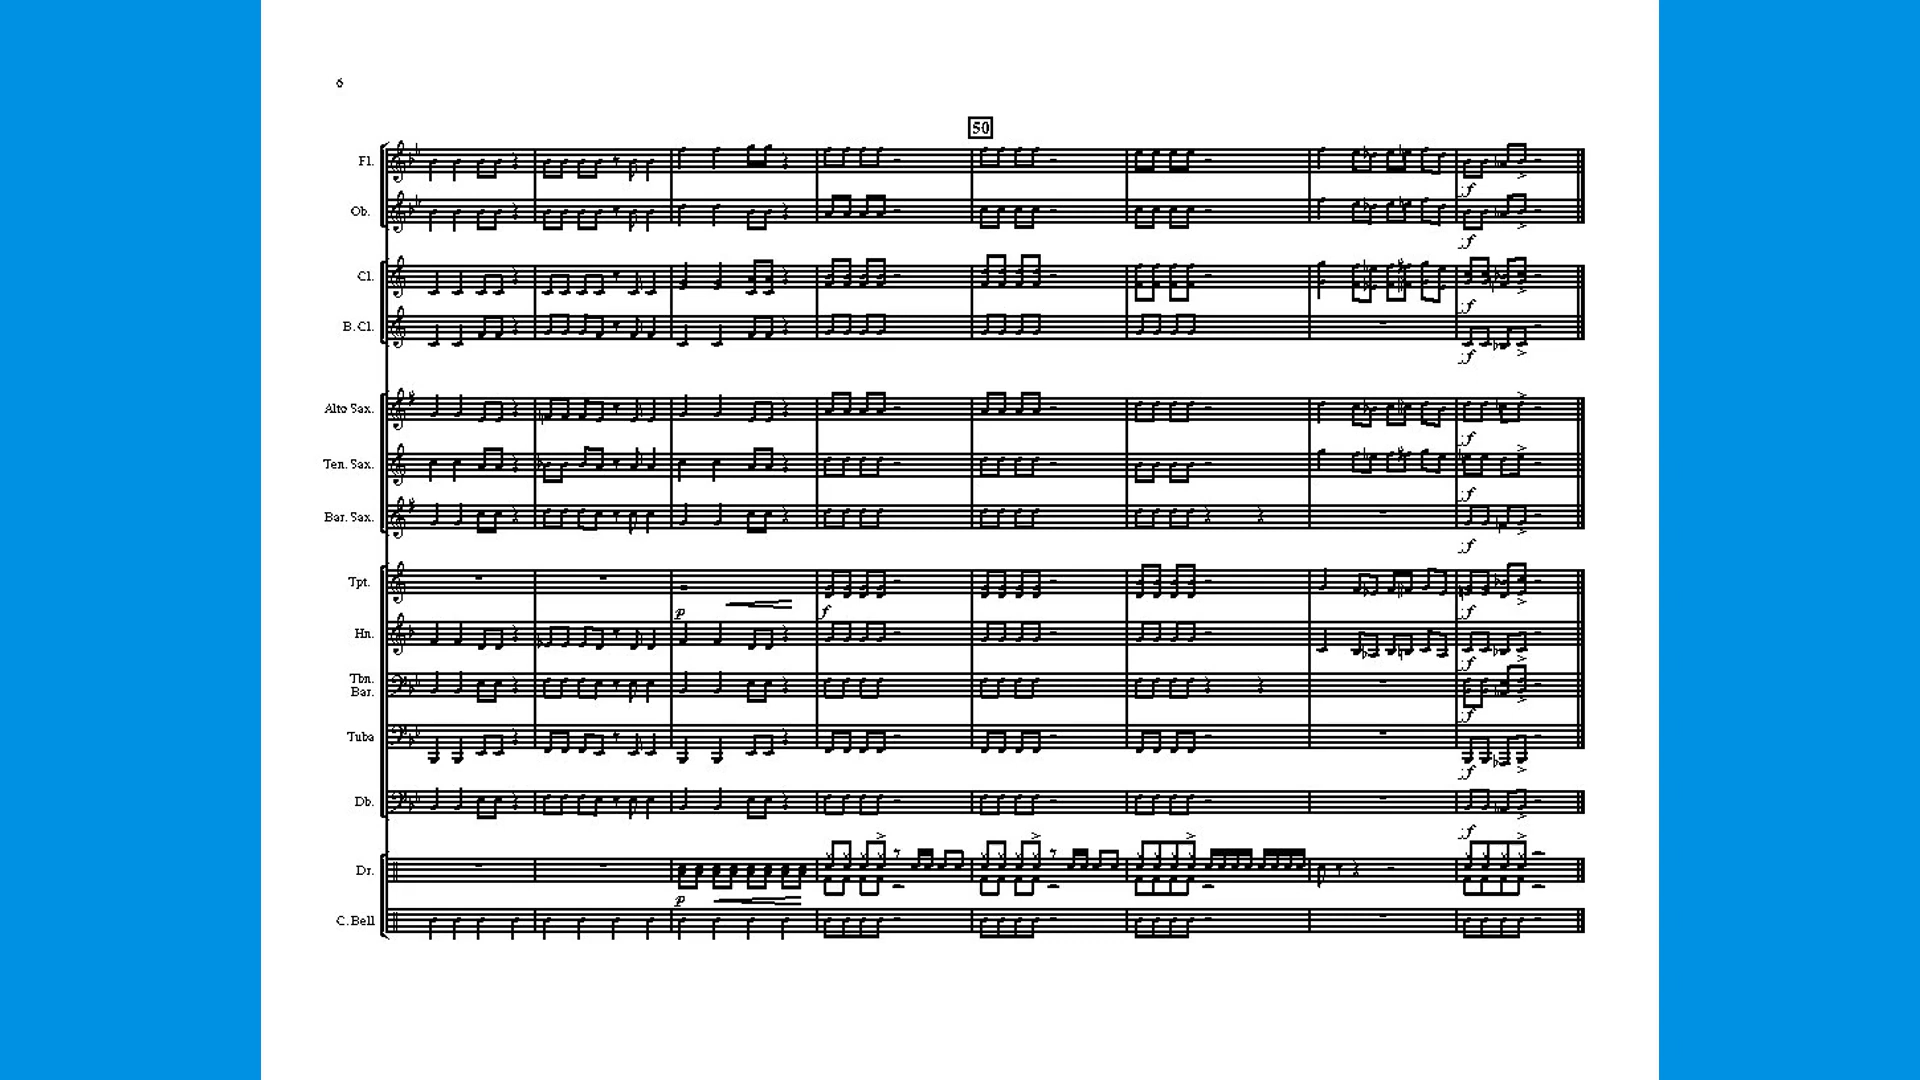 6
50
Fl.
Ob.
Cl.
B. Cl.
Alto Sax.
Ten. Sax.
Bar. Sax.
Tpt.
p
f
Hn.
Tbn.
Bar.
Tuba
Db.
Dr.
p
C. Bell